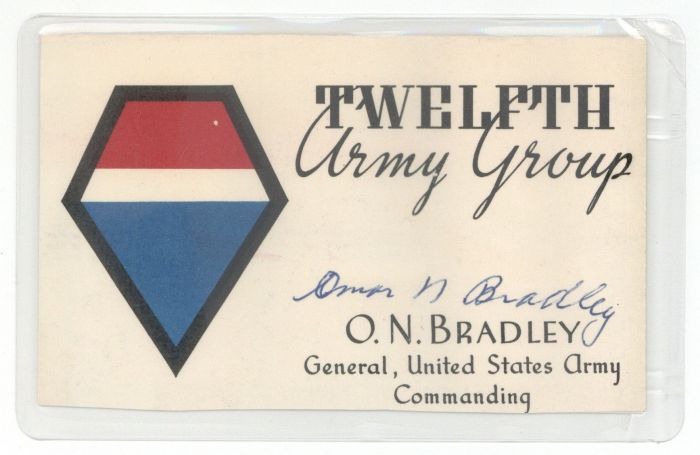 TWELFTH
Army Group
Omar N Bradley
O. N. BRADLEY
General, United States Army
Commanding